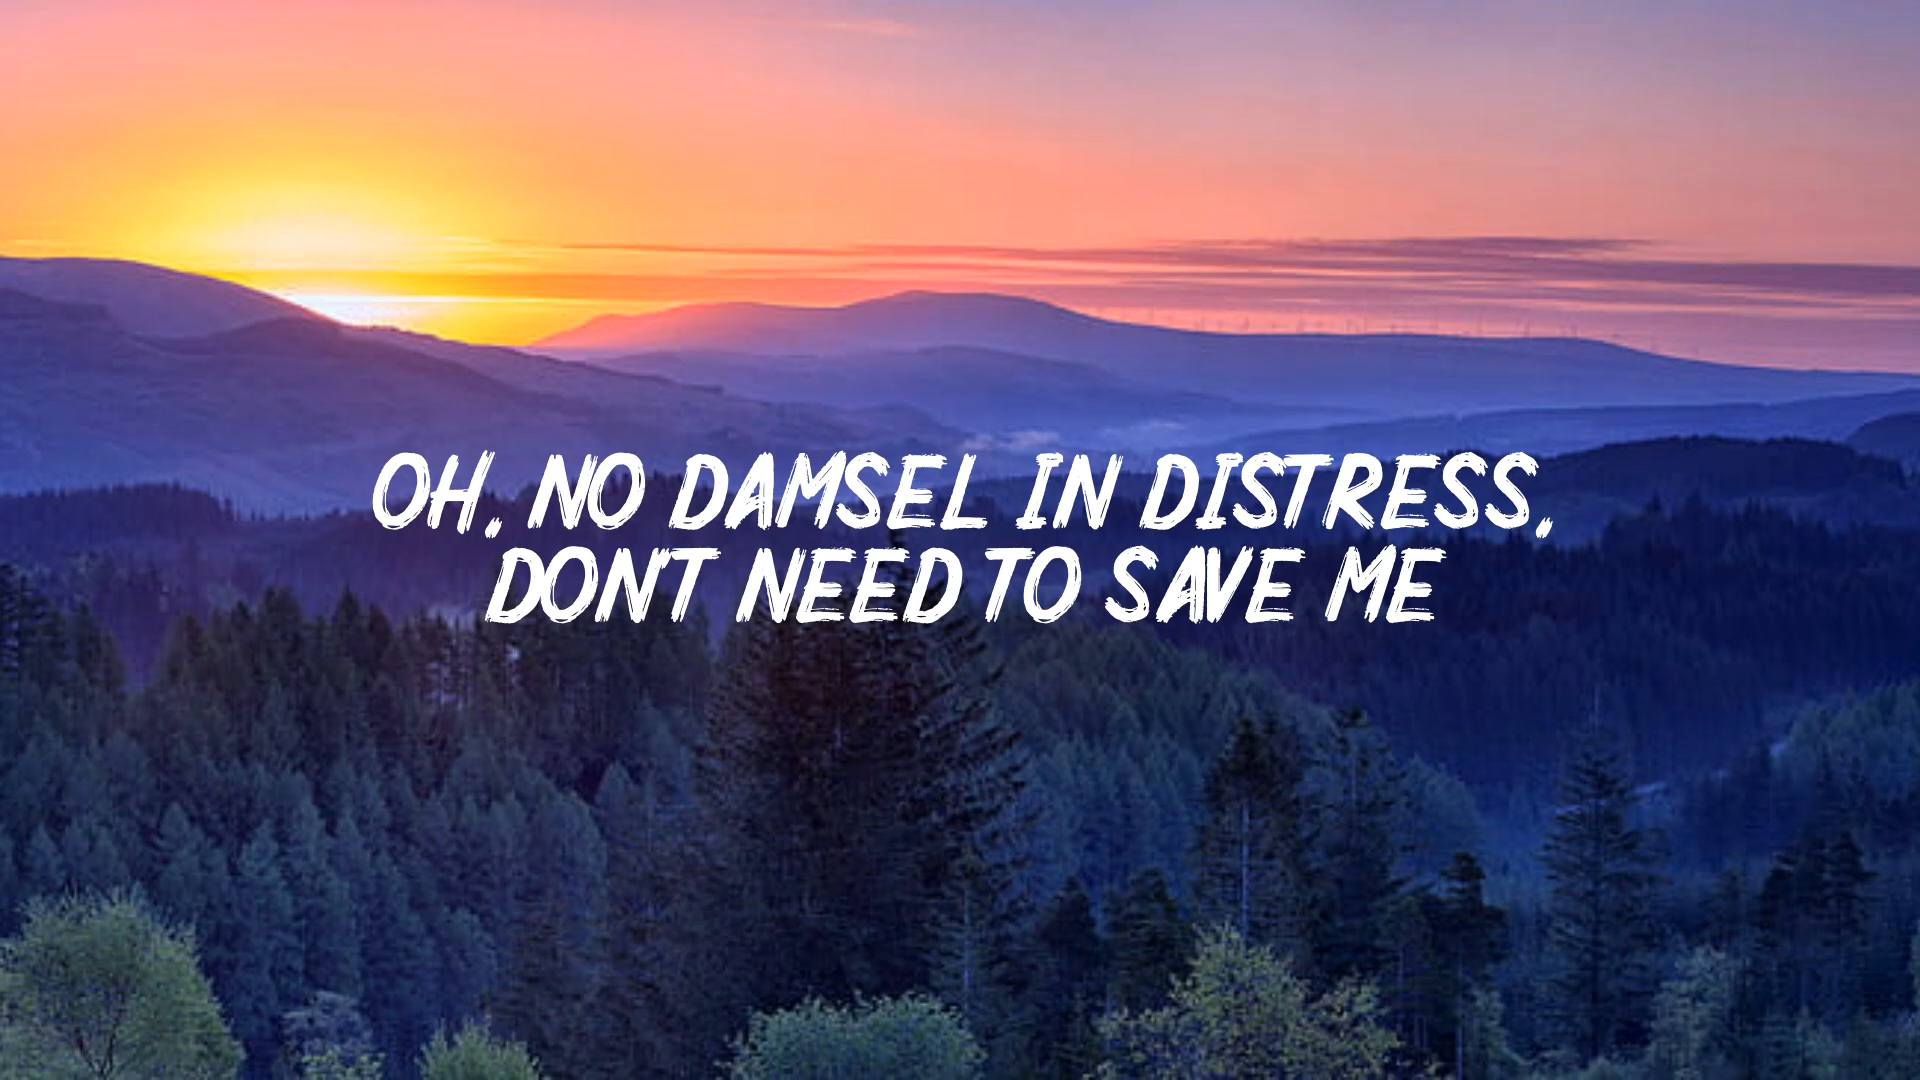 OH, NO DAMSEL IN DISTRESS,
DON'T NEED TO SAVE ME